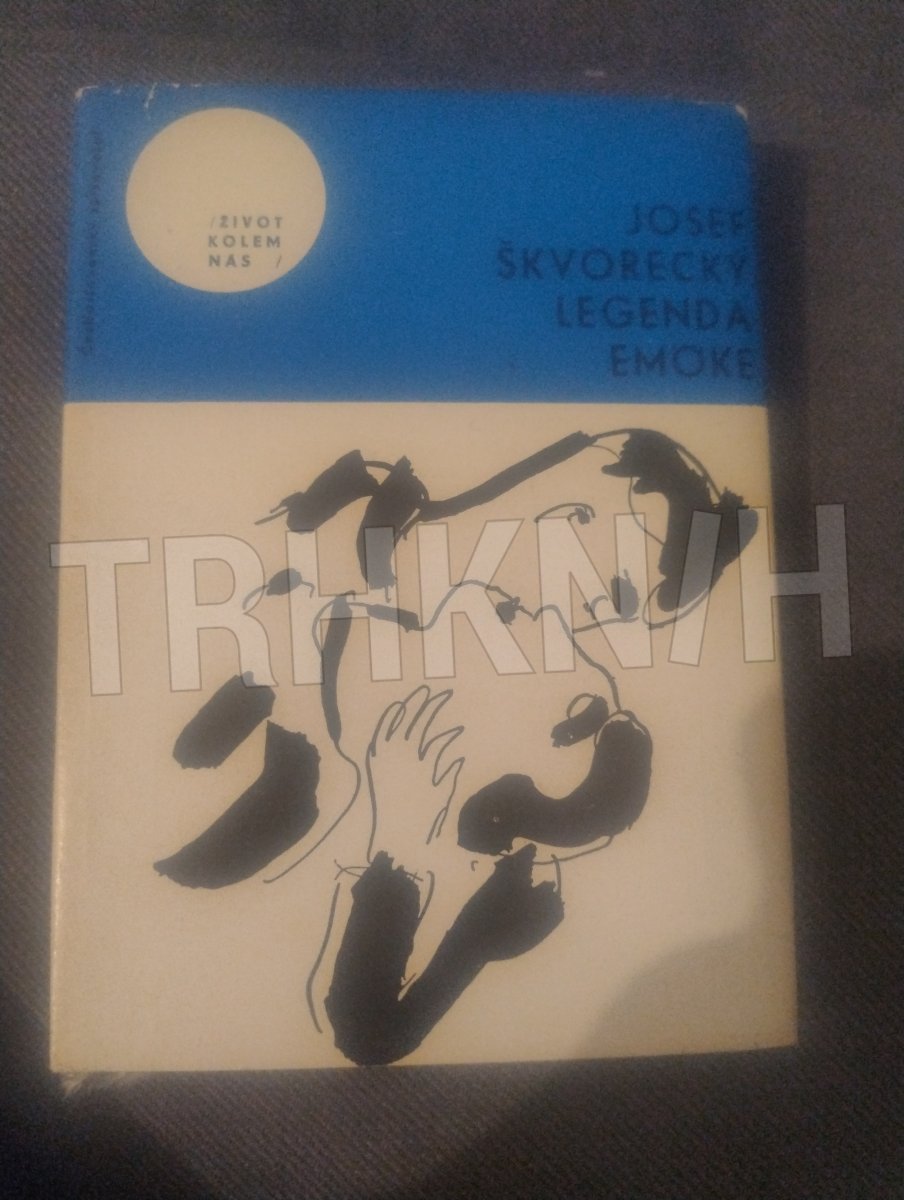 /ŽIVOT
KOLEM
NÁS /
JOSEF
ŠKVORECKÝ
LEGENDA
EMÖKE
TRHKNIH